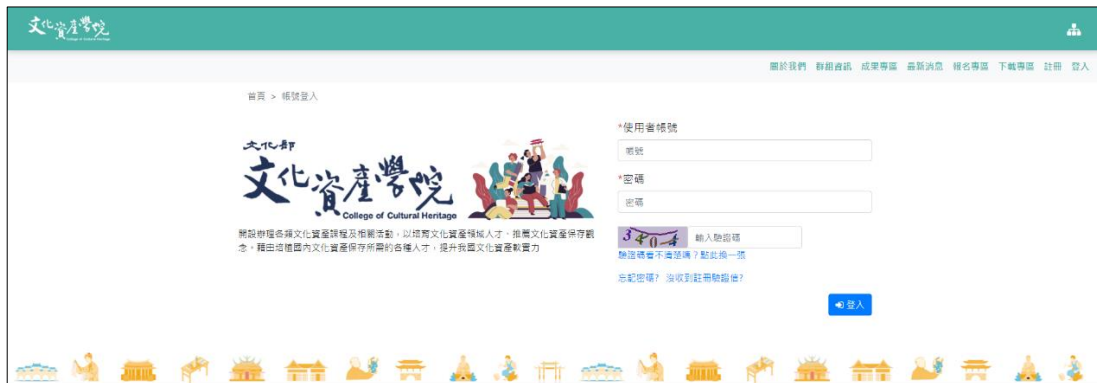 文化資產學院
College of Cultural Heritage
關於我們 群組資訊 成果專區 最新消息 報名專區 下載專區 註冊 登入
首頁 > 帳號登入
文化部
文化資產學院
College of Cultural Heritage
開設辦理各類文化資產課程及相關活動，以培育文化資產領域人才、推薦文化資產保存觀
念。藉由培植國內文化資產保存所需的各種人才，提升我國文化資產軟實力
*使用者帳號
帳號
*密碼
密碼
輸入驗證碼
驗證碼看不清楚嗎？點此換一張
忘記密碼? 沒收到註冊驗證信?
登入